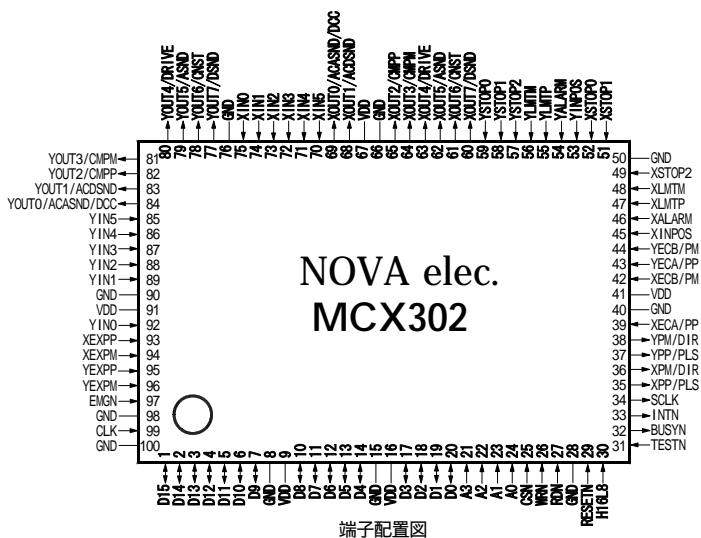 YOUT4/DRIVE
YOUT5/ASND
YOUT6/CNST
YOUT7/DSND
GND
XIN0
XIN1
XIN2
XIN3
XIN4
XIN5
XOUT0/ACASND/DCC
XOUT1/ACDSND
VDD
GND
XOUT2/CMPP
XOUT3/CMPM
XOUT4/DRIVE
XOUT5/ASND
XOUT6/CNST
XOUT7/DSND
YSTOP0
YSTOP1
YSTOP2
YLMTM
YLMTP
YALARM
YINPOS
XSTOP0
XSTOP1
80 79 78 77 76 75 74 73 72 71 70 69 68 67 66 65 64 63 62 61 60 59 58 57 56 55 54 53 52 51
YOUT3/CMPM 81
YOUT2/CMPP 82
YOUT1/ACDSND 83
YOUT0/ACASND/DCC 84
YIN5 85
YIN4 86
YIN3 87
YIN2 88
YIN1 89
GND 90
VDD 91
YIN0 92
XEXPP 93
XEXPM 94
YEXPP 95
YEXPM 96
EMGN 97
GND 98
CLK 99
GND 100
NOVA elec.
MCX302
50 GND
49 XSTOP2
48 XLMTM
47 XLMTP
46 XALARM
45 XINPOS
44 YECB/PM
43 YECA/PP
42 XECB/PM
41 VDD
40 GND
39 XECA/PP
38 YPM/DIR
37 YPP/PLS
36 XPM/DIR
35 XPP/PLS
34 SCLK
33 INTN
32 BUSYN
31 TESTN
1 2 3 4 5 6 7 8 9 10 11 12 13 14 15 16 17 18 19 20 21 22 23 24 25 26 27 28 29 30
D15
D14
D13
D12
D11
D10
D9
GND
VDD
D8
D7
D6
D5
D4
GND
VDD
D3
D2
D1
D0
A3
A2
A1
A0
CSN
WRN
RDN
GND
RESETN
H16L8
端子配置図